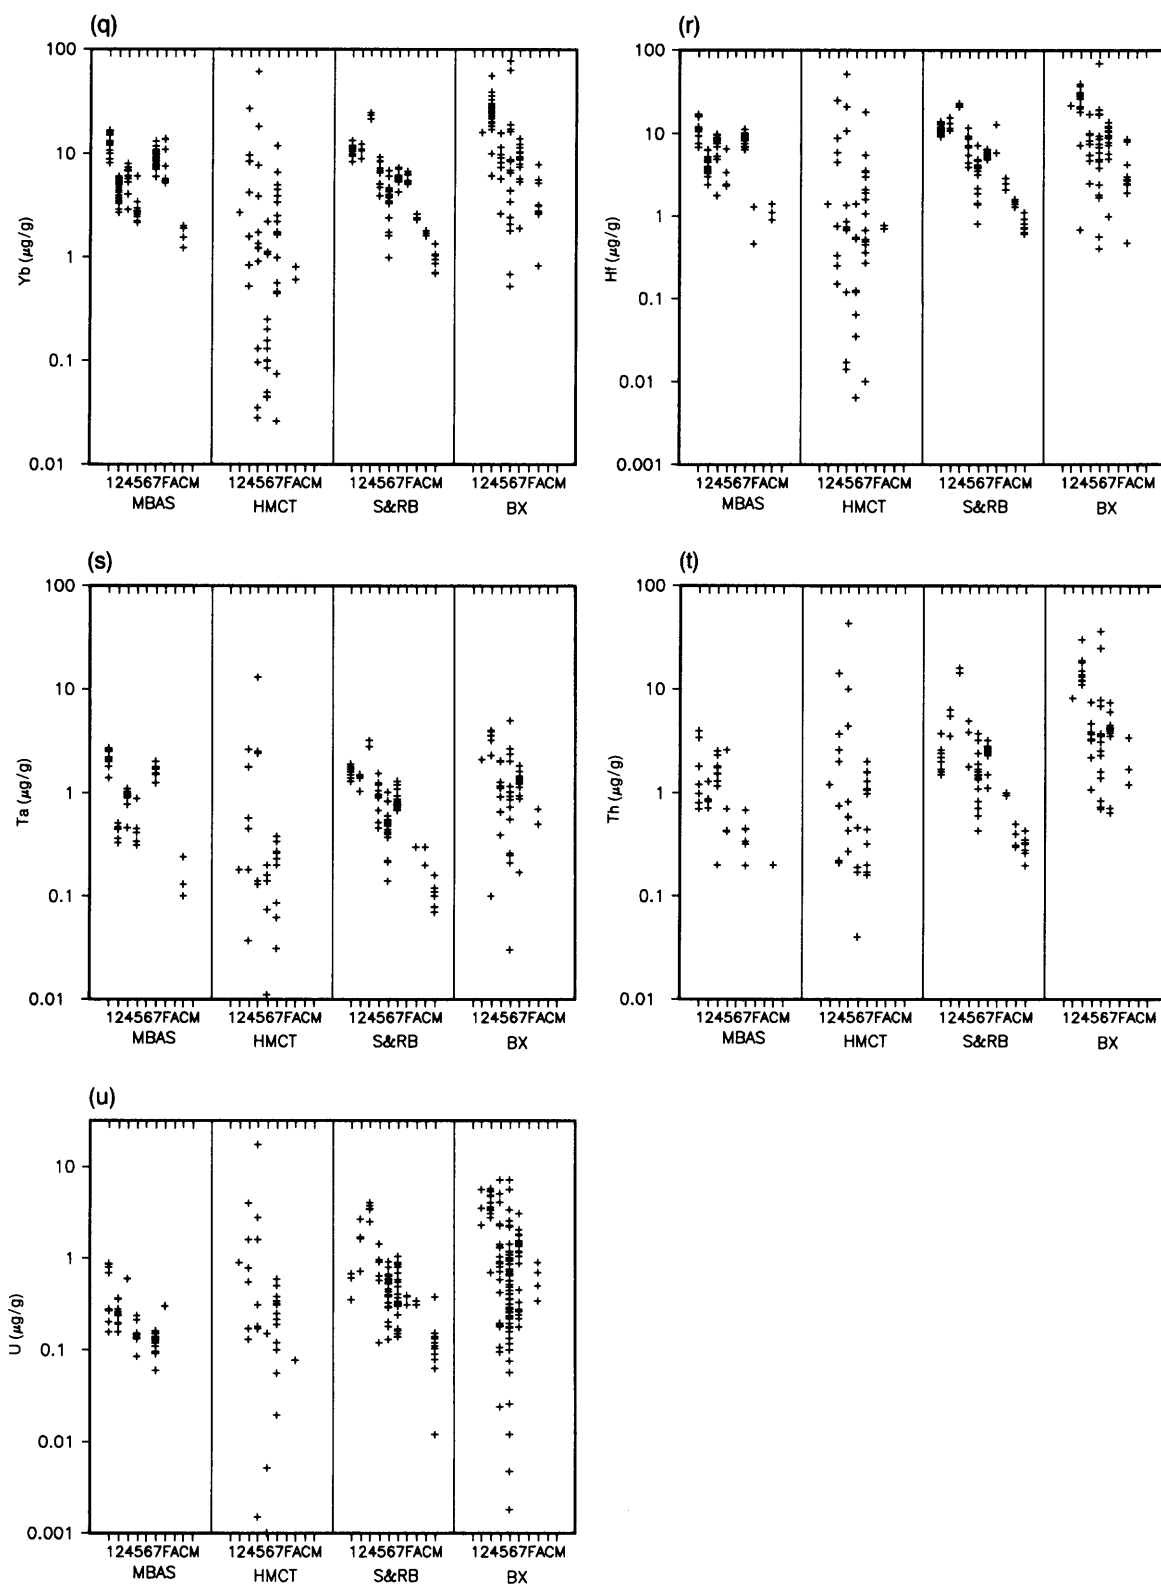 (q)
100
10
1
0.1
0.01
Yb (µg/g)
124567FACM 124567FACM 124567FACM 124567FACM
MBAS HMCT S&RB BX
(r)
100
10
1
0.1
0.01
0.001
Hf (µg/g)
124567FACM 124567FACM 124567FACM 124567FACM
MBAS HMCT S&RB BX
(s)
100
10
1
0.1
0.01
Ta (µg/g)
124567FACM 124567FACM 124567FACM 124567FACM
MBAS HMCT S&RB BX
(t)
100
10
1
0.1
0.01
Th (µg/g)
124567FACM 124567FACM 124567FACM 124567FACM
MBAS HMCT S&RB BX
(u)
10
1
0.1
0.01
0.001
U (µg/g)
124567FACM 124567FACM 124567FACM 124567FACM
MBAS HMCT S&RB BX